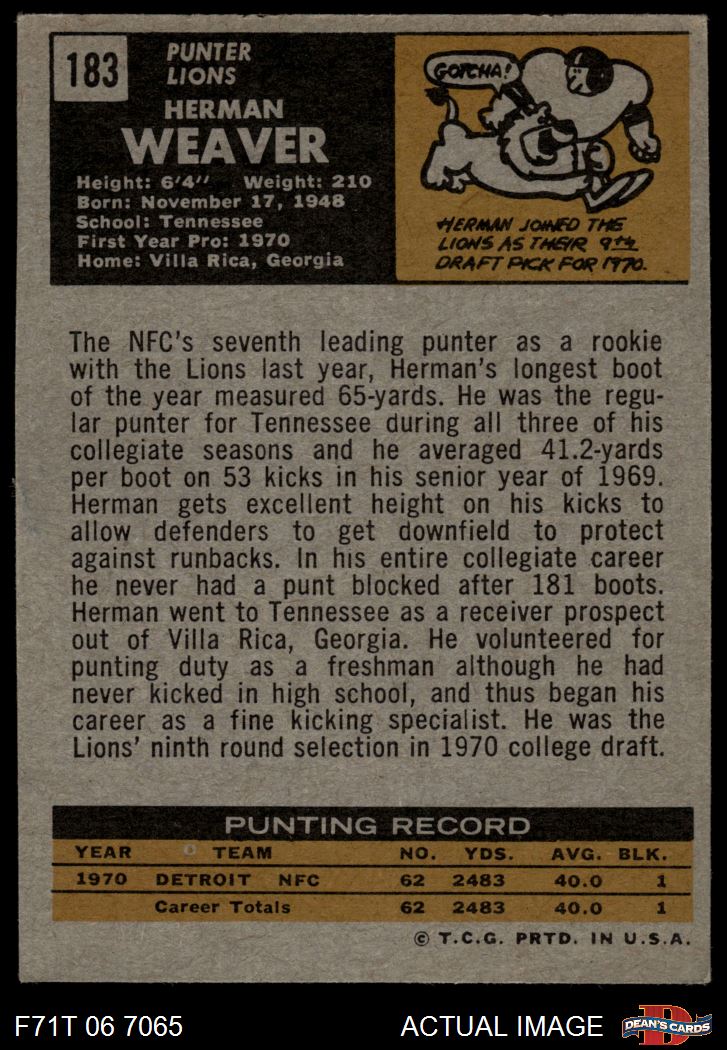 183
PUNTER
LIONS
HERMAN
WEAVER
Height: 6'4" Weight: 210
Born: November 17, 1948
School: Tennessee
First Year Pro: 1970
Home: Villa Rica, Georgia
GOTCHA!
HERMAN JOINED THE
LIONS AS THEIR 9th
DRAFT PICK FOR 1970.
The NFC's seventh leading punter as a rookie
with the Lions last year, Herman's longest boot
of the year measured 65-yards. He was the regu-
lar punter for Tennessee during all three of his
collegiate seasons and he averaged 41.2-yards
per boot on 53 kicks in his senior year of 1969.
Herman gets excellent height on his kicks to
allow defenders to get downfield to protect
against runbacks. In his entire collegiate career
he never had a punt blocked after 181 boots.
Herman went to Tennessee as a receiver prospect
out of Villa Rica, Georgia. He volunteered for
punting duty as a freshman although he had
never kicked in high school, and thus began his
career as a fine kicking specialist. He was the
Lions' ninth round selection in 1970 college draft.
PUNTING RECORD
YEAR TEAM NO. YDS. AVG. BLK.
1970 DETROIT NFC 62 2483 40.0 1
Career Totals 62 2483 40.0 1
© T.C.G. PRTD. IN U.S.A.
F71T 06 7065 ACTUAL IMAGE D DEAN'S CARDS